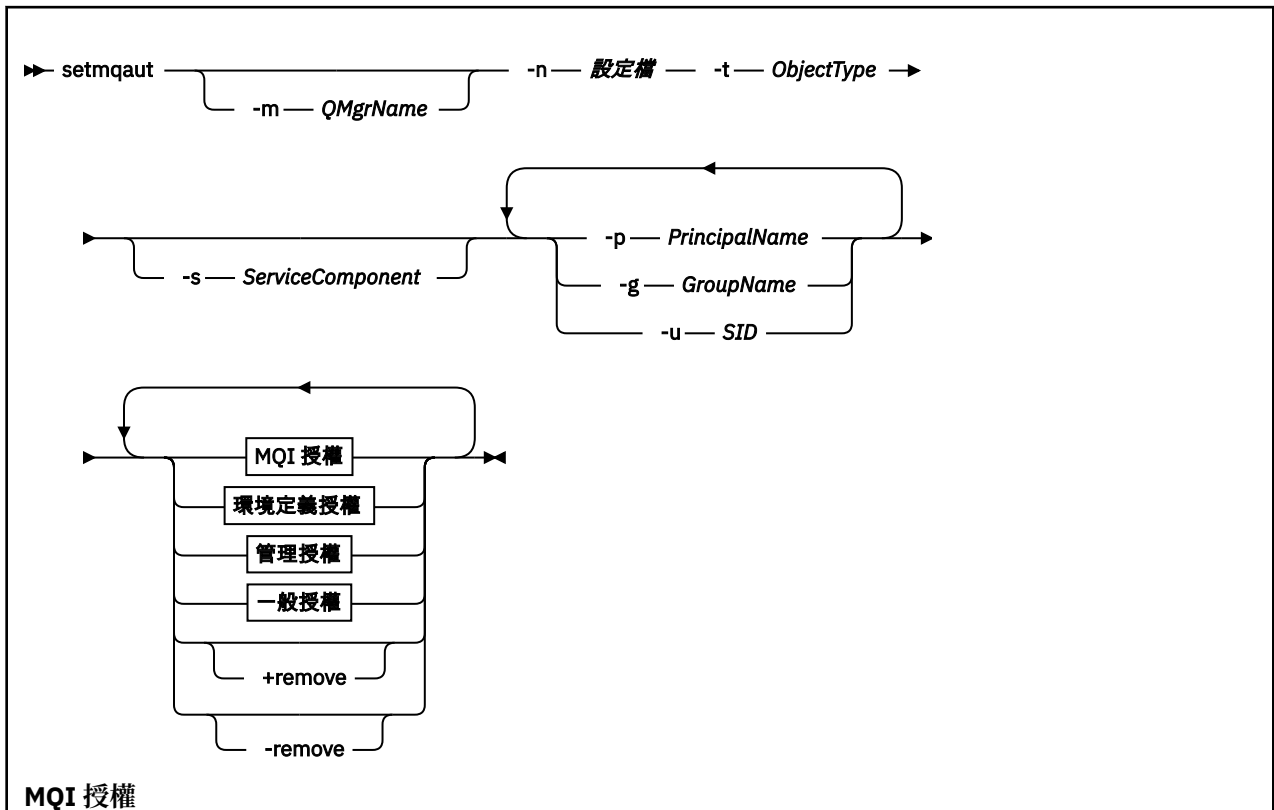 setmqaut -n 設定檔 -t ObjectType
-m QMgrName
-p PrincipalName
-s ServiceComponent
-g GroupName
-u SID
MQI 授權
環境定義授權
管理授權
一般授權
+remove
-remove
MQI 授權